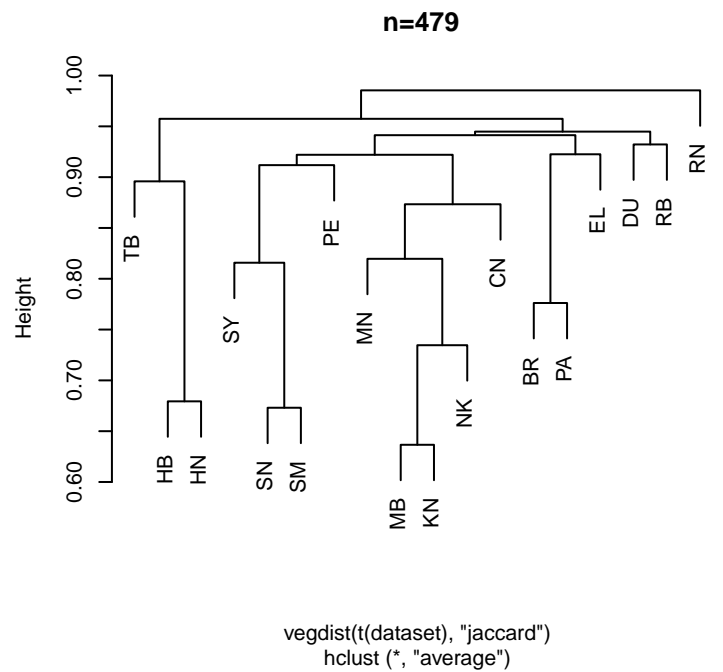 n=479
Height
1.00
0.90
0.80
0.70
0.60
TB
HB
HN
SY
SN
SM
PE
MN
MB
KN
NK
CN
BR
PA
EL
DU
RB
RN
vegdist(t(dataset), "jaccard")
hclust (*, "average")